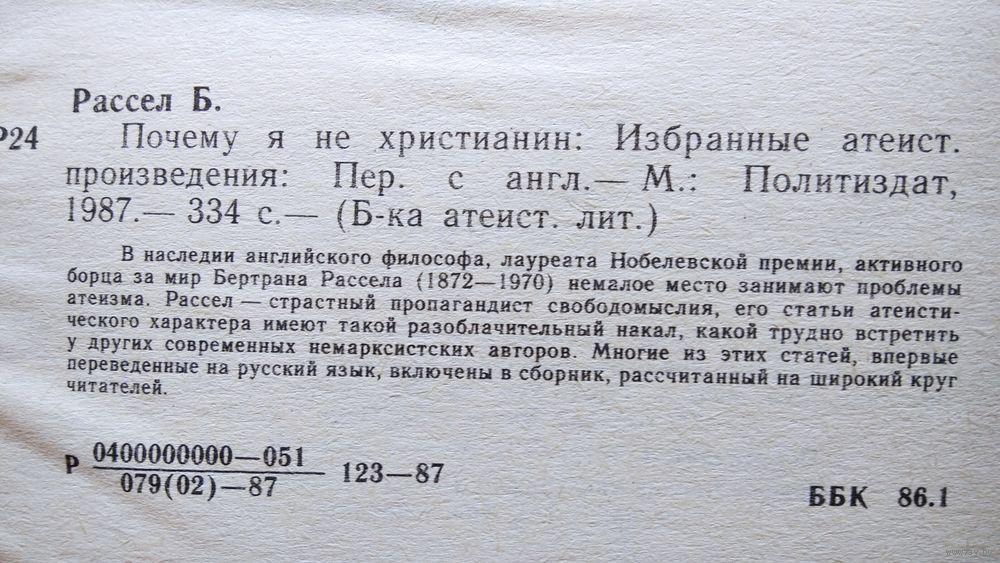 Рассел Б.
Р24 Почему я не христианин: Избранные атеист.
произведения: Пер. с англ.— М.: Политиздат,
1987.— 334 с.— (Б-ка атеист. лит.)
В наследии английского философа, лауреата Нобелевской премии, активного
борца за мир Бертрана Рассела (1872—1970) немалое место занимают проблемы
атеизма. Рассел — страстный пропагандист свободомыслия, его статьи атеисти-
ческого характера имеют такой разоблачительный накал, какой трудно встретить
у других современных немарксистских авторов. Многие из этих статей, впервые
переведенные на русский язык, включены в сборник, рассчитанный на широкий круг
читателей.
Р 0400000000—051
079(02)—87
123—87
ББК 86.1